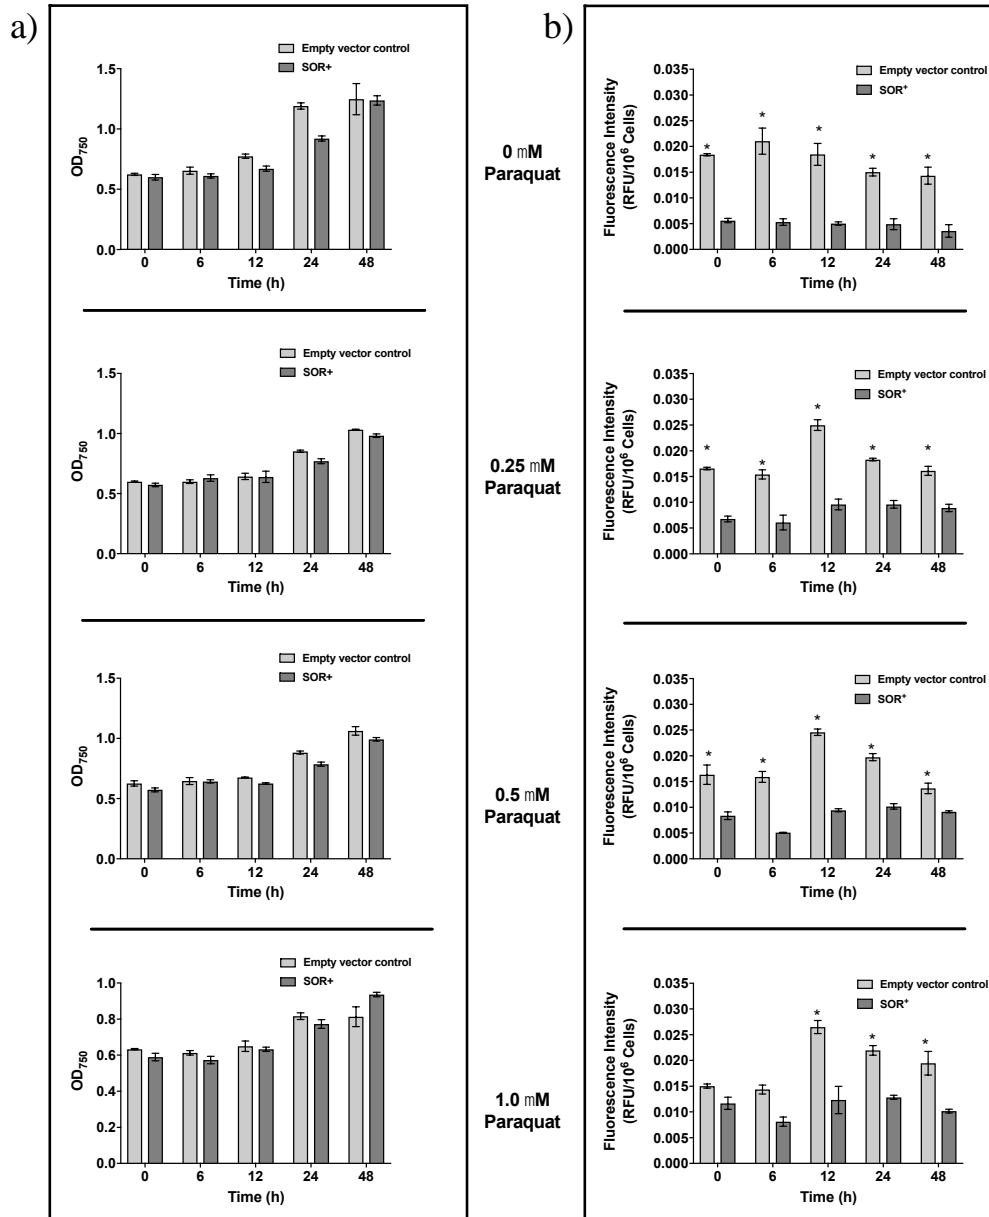 a)
Empty vector control
SOR+
OD750
1.5
1.0
0.5
0.0
0 6 12 24 48
Time (h)
Empty vector control
SOR+
OD750
1.5
1.0
0.5
0.0
0 6 12 24 48
Time (h)
Empty vector control
SOR+
OD750
1.5
1.0
0.5
0.0
0 6 12 24 48
Time (h)
Empty vector control
SOR+
OD750
1.0
0.8
0.6
0.4
0.2
0.0
0 6 12 24 48
Time (h)
0 mM
Paraquat
0.25 mM
Paraquat
0.5 mM
Paraquat
1.0 mM
Paraquat
b)
Empty vector control
SOR⁺
Fluorescence Intensity
(RFU/10⁶ Cells)
0.035
0.030
0.025
0.020
0.015
0.010
0.005
0.000
* * * * *
0 6 12 24 48
Time (h)
Empty vector control
SOR⁺
Fluorescence Intensity
(RFU/10⁶ Cells)
0.035
0.030
0.025
0.020
0.015
0.010
0.005
0.000
* * * * *
0 6 12 24 48
Time (h)
Empty vector control
SOR⁺
Fluorescence Intensity
(RFU/10⁶ Cells)
0.035
0.030
0.025
0.020
0.015
0.010
0.005
0.000
* * * * *
0 6 12 24 48
Time (h)
Empty vector control
SOR⁺
Fluorescence Intensity
(RFU/10⁶ Cells)
0.035
0.030
0.025
0.020
0.015
0.010
0.005
0.000
* * *
0 6 12 24 48
Time (h)